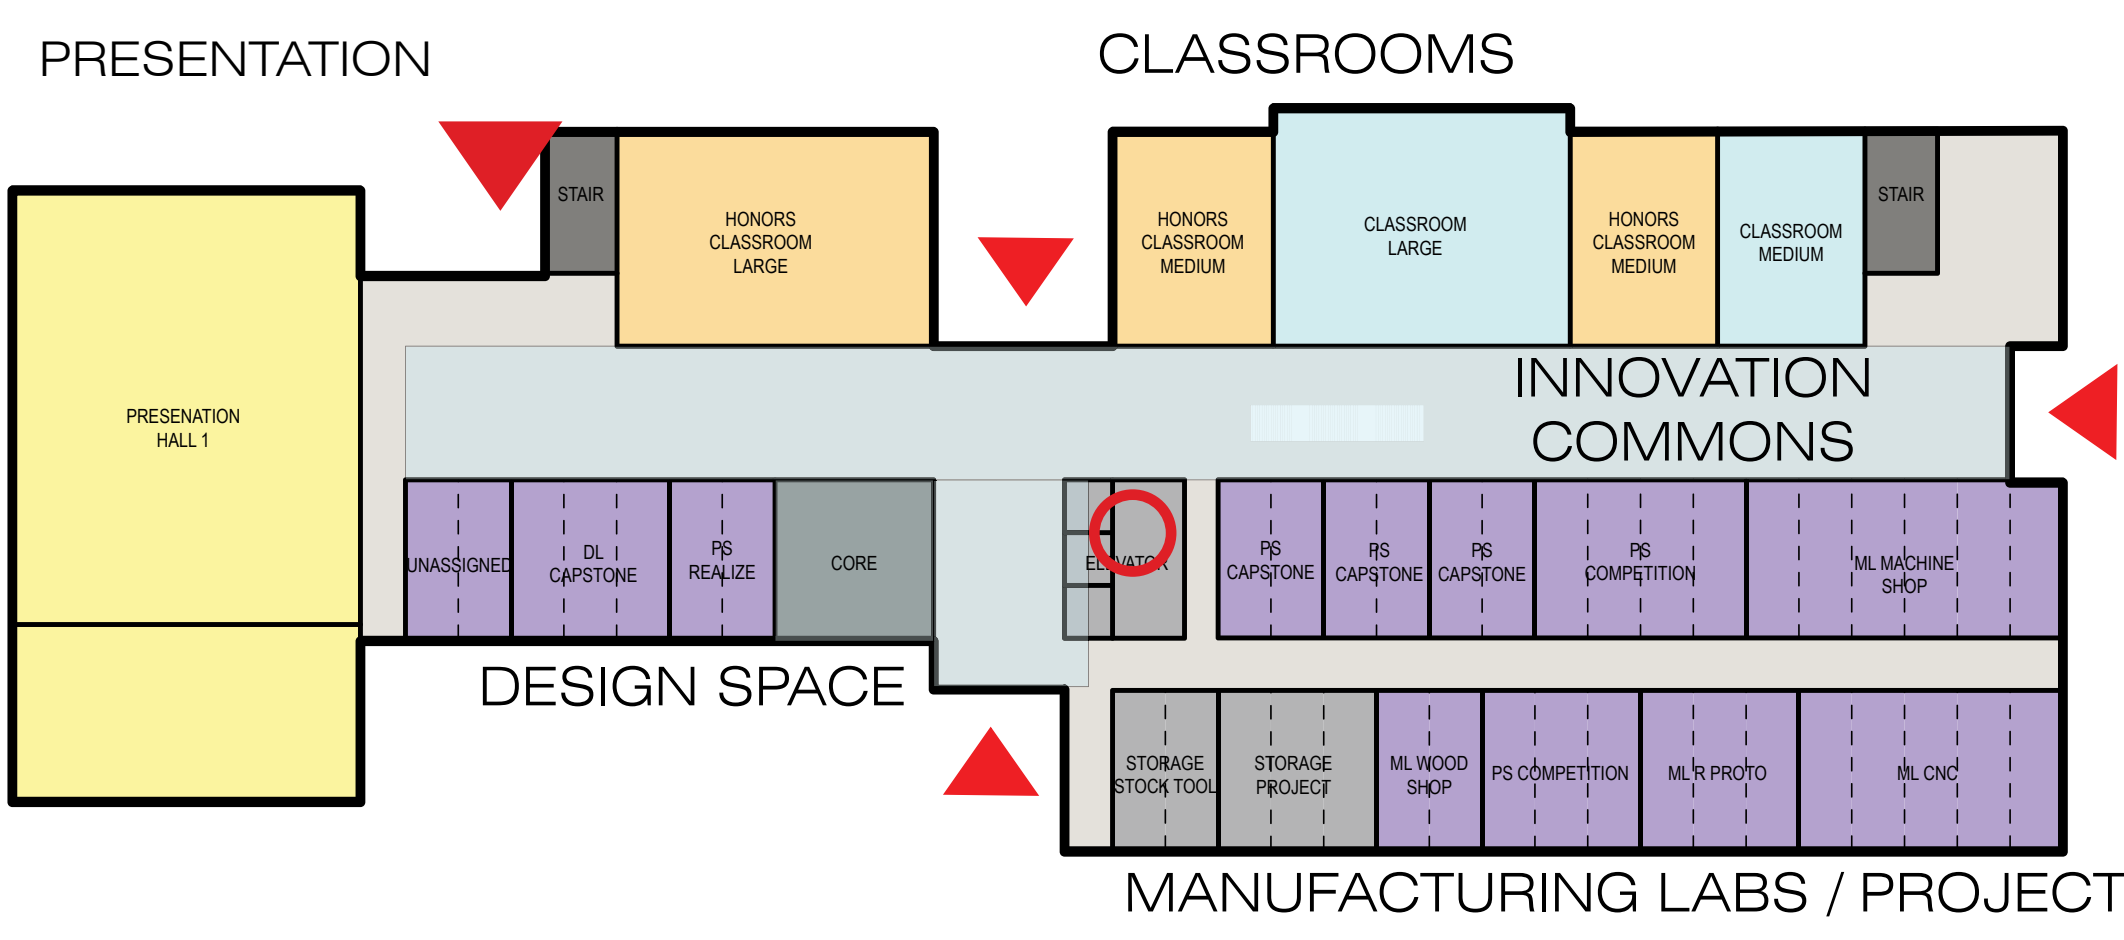 PRESENTATION
CLASSROOMS
STAIR
HONORS
CLASSROOM
LARGE
HONORS
CLASSROOM
MEDIUM
CLASSROOM
LARGE
HONORS
CLASSROOM
MEDIUM
CLASSROOM
MEDIUM
STAIR
PRESENATION
HALL 1
INNOVATION
COMMONS
UNASSIGNED
DL
CAPSTONE
PS
REALIZE
CORE
ELEVATOR
PS
CAPSTONE
PS
CAPSTONE
PS
CAPSTONE
PS
COMPETITION
ML MACHINE
SHOP
DESIGN SPACE
STORAGE
STOCK TOOL
STORAGE
PROJECT
ML WOOD
SHOP
PS COMPETITION
ML R PROTO
ML CNC
MANUFACTURING LABS / PROJECT